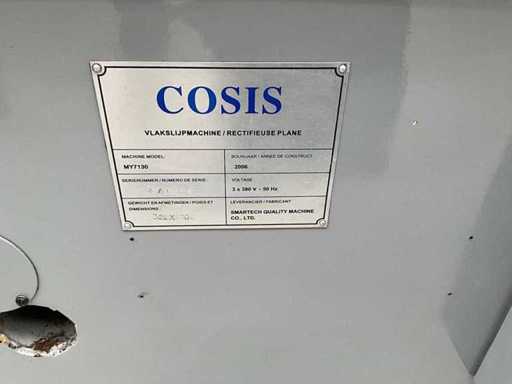 COSIS
VLAKSLIJPMACHINE / RECTIFIEUSE PLANE
MACHINE MODEL: BOUWJAAR / ANNEE DE CONSTRUCT.
MY7130 2006
SERIENUMMER / NUMERO DE SERIE: VOLTAGE
3 x 380 V - 50 Hz
GEWICHT EN AFMETINGEN / POIDS ET LEVERANCIER / FABRICANT
DIMENSIONS: SMARTECH QUALITY MACHINE
CO., LTD.